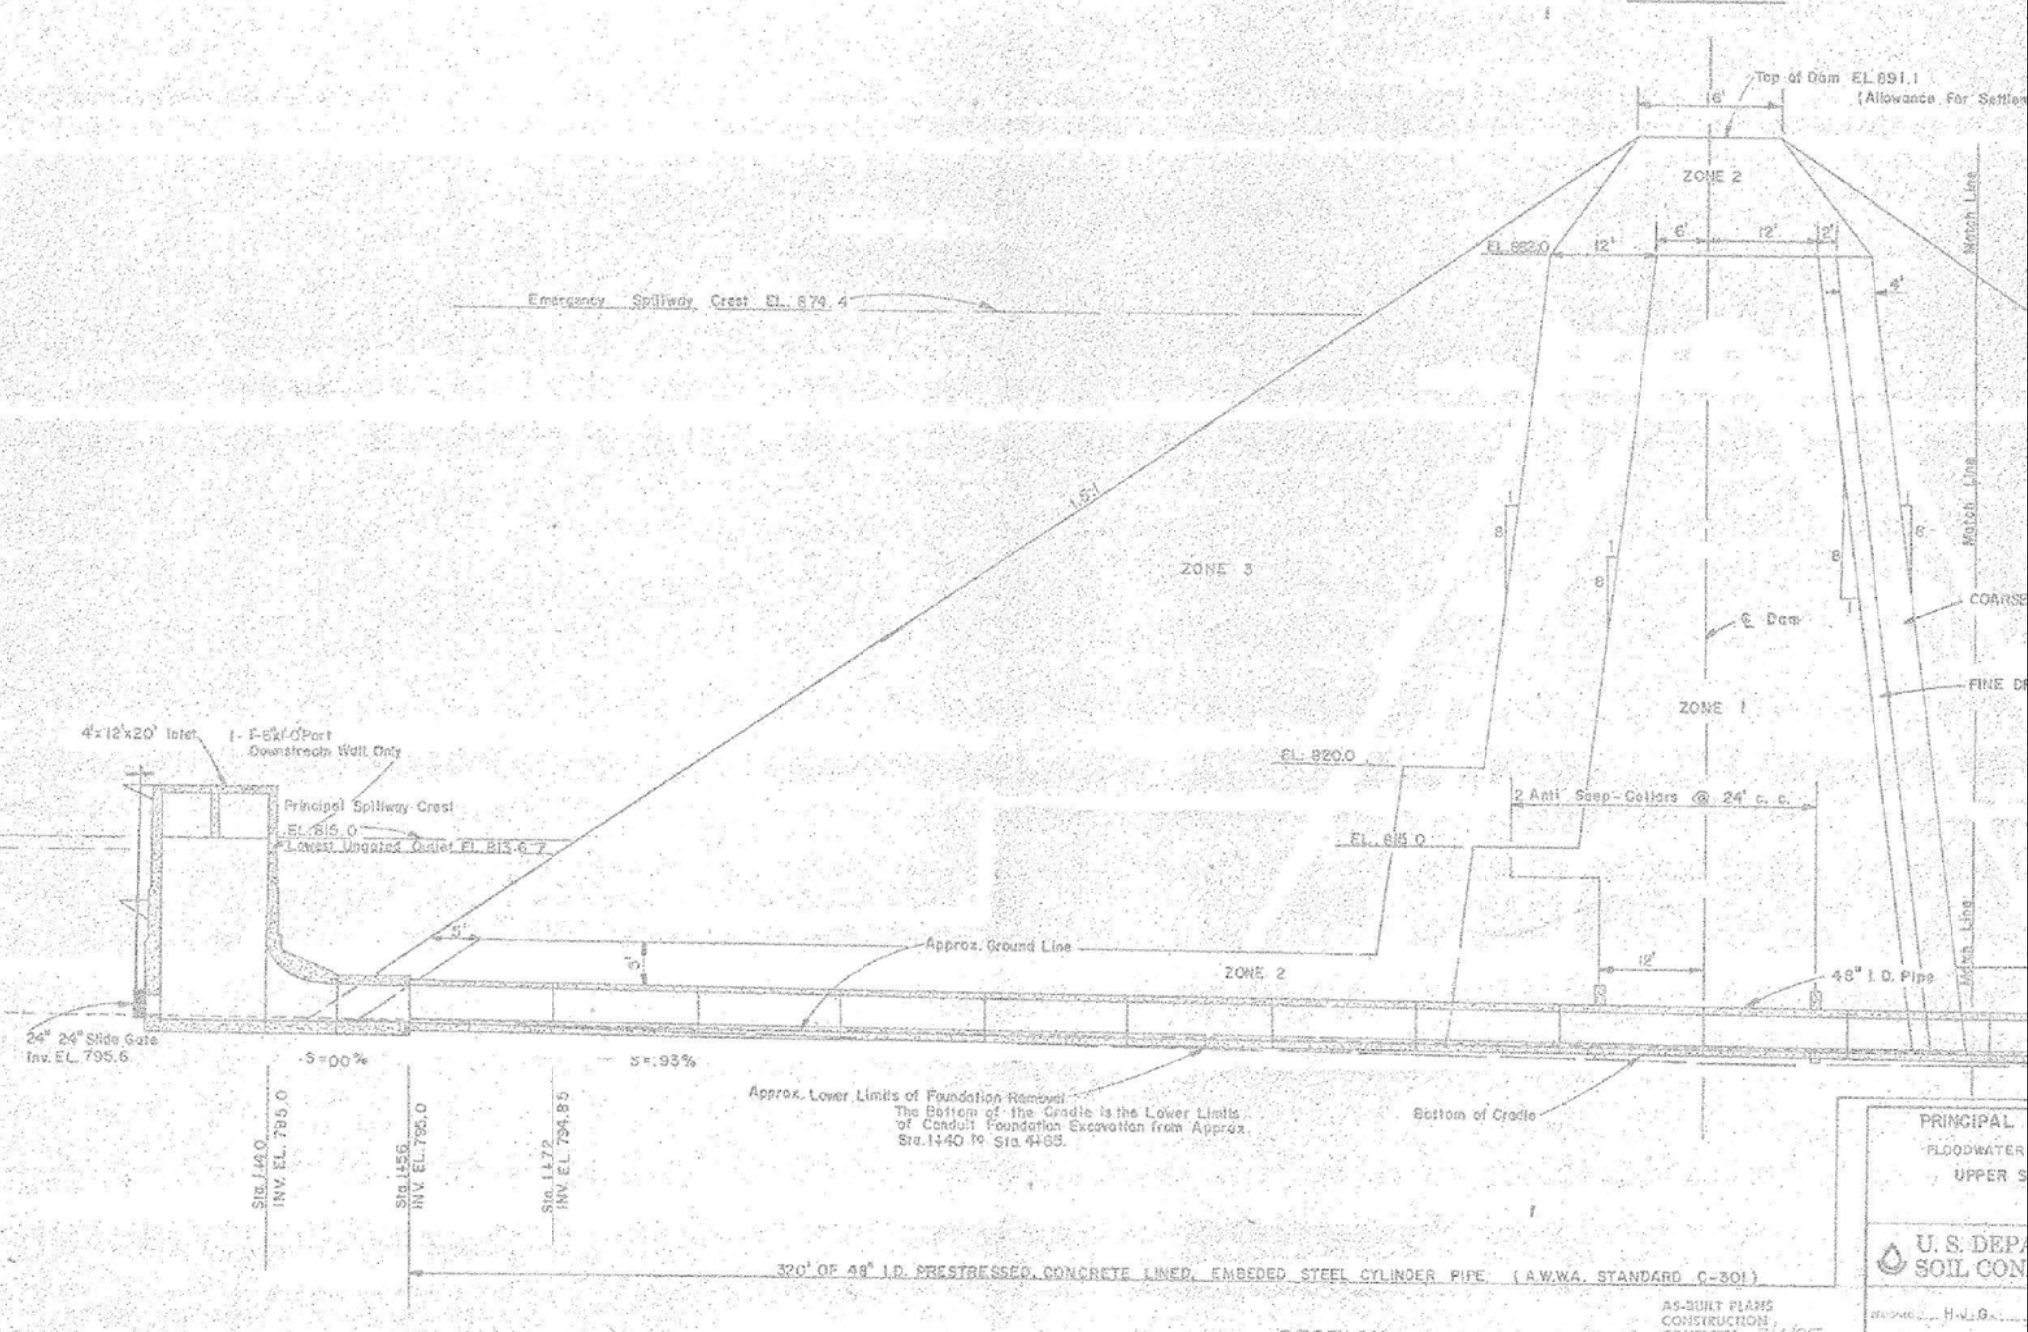 Top of Dam EL.891.1
(Allowance For Settlem
16'
ZONE 2
Match Line
EL.882.0
12'
6'
12'
2'
4'
Emergency Spillway Crest EL. 874.4
1.5:1
8
1
8
8
1
6
Match Line
ZONE 3
COARSE
₵ Dam
FINE DR
ZONE 1
4'x12'x20' Inlet
Downstream Wall Only
EL. 820.0
2 Anti Seep-Collars @ 24' c. c.
Principal Spillway Crest
EL.815.0
Lowest Ungated Outlet EL.813.67
EL. 815.0
Match Line
5'
Approx. Ground Line
5'
ZONE 2
12'
48" I.D. Pipe
24" 24" Slide Gate
Inv. EL. 795.6
S=00%
S=.93%
Approx. Lower Limits of Foundation Removal
The Bottom of the Cradle is the Lower Limits
of Conduit Foundation Excavation from Approx.
Sta.1+40 to Sta.4+65.
Bottom of Cradle
Sta. 1+40
INV. EL. 795.0
Sta 1+56
INV. EL. 795.0
Sta 1+72
INV. EL. 794.85
PRINCIPAL
FLOODWATER
UPPER S
U. S. DEPA
SOIL CON
320' OF 48" I.D. PRESTRESSED, CONCRETE LINED, EMBEDED STEEL CYLINDER PIPE. (A.W.W.A. STANDARD C-301)
AS-BUILT PLANS
CONSTRUCTION
H.J.G.